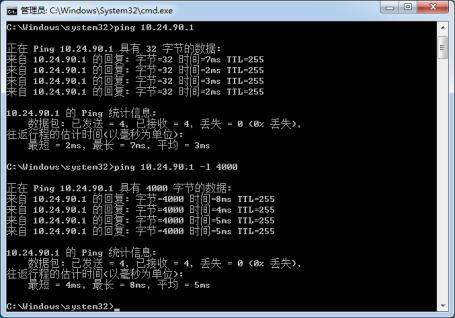 管理员: C:\Windows\System32\cmd.exe
C:\Windows\system32>ping 10.24.90.1
正在 Ping 10.24.90.1 具有 32 字节的数据:
来自 10.24.90.1 的回复: 字节=32 时间=7ms TTL=255
来自 10.24.90.1 的回复: 字节=32 时间=2ms TTL=255
来自 10.24.90.1 的回复: 字节=32 时间=3ms TTL=255
来自 10.24.90.1 的回复: 字节=32 时间=2ms TTL=255
10.24.90.1 的 Ping 统计信息:
数据包: 已发送 = 4，已接收 = 4，丢失 = 0 (0% 丢失)，
往返行程的估计时间(以毫秒为单位):
最短 = 2ms，最长 = 7ms，平均 = 3ms
C:\Windows\system32>ping 10.24.90.1 -l 4000
正在 Ping 10.24.90.1 具有 4000 字节的数据:
来自 10.24.90.1 的回复: 字节=4000 时间=8ms TTL=255
来自 10.24.90.1 的回复: 字节=4000 时间=4ms TTL=255
来自 10.24.90.1 的回复: 字节=4000 时间=5ms TTL=255
来自 10.24.90.1 的回复: 字节=4000 时间=5ms TTL=255
10.24.90.1 的 Ping 统计信息:
数据包: 已发送 = 4，已接收 = 4，丢失 = 0 (0% 丢失)，
往返行程的估计时间(以毫秒为单位):
最短 = 4ms，最长 = 8ms，平均 = 5ms
C:\Windows\system32>